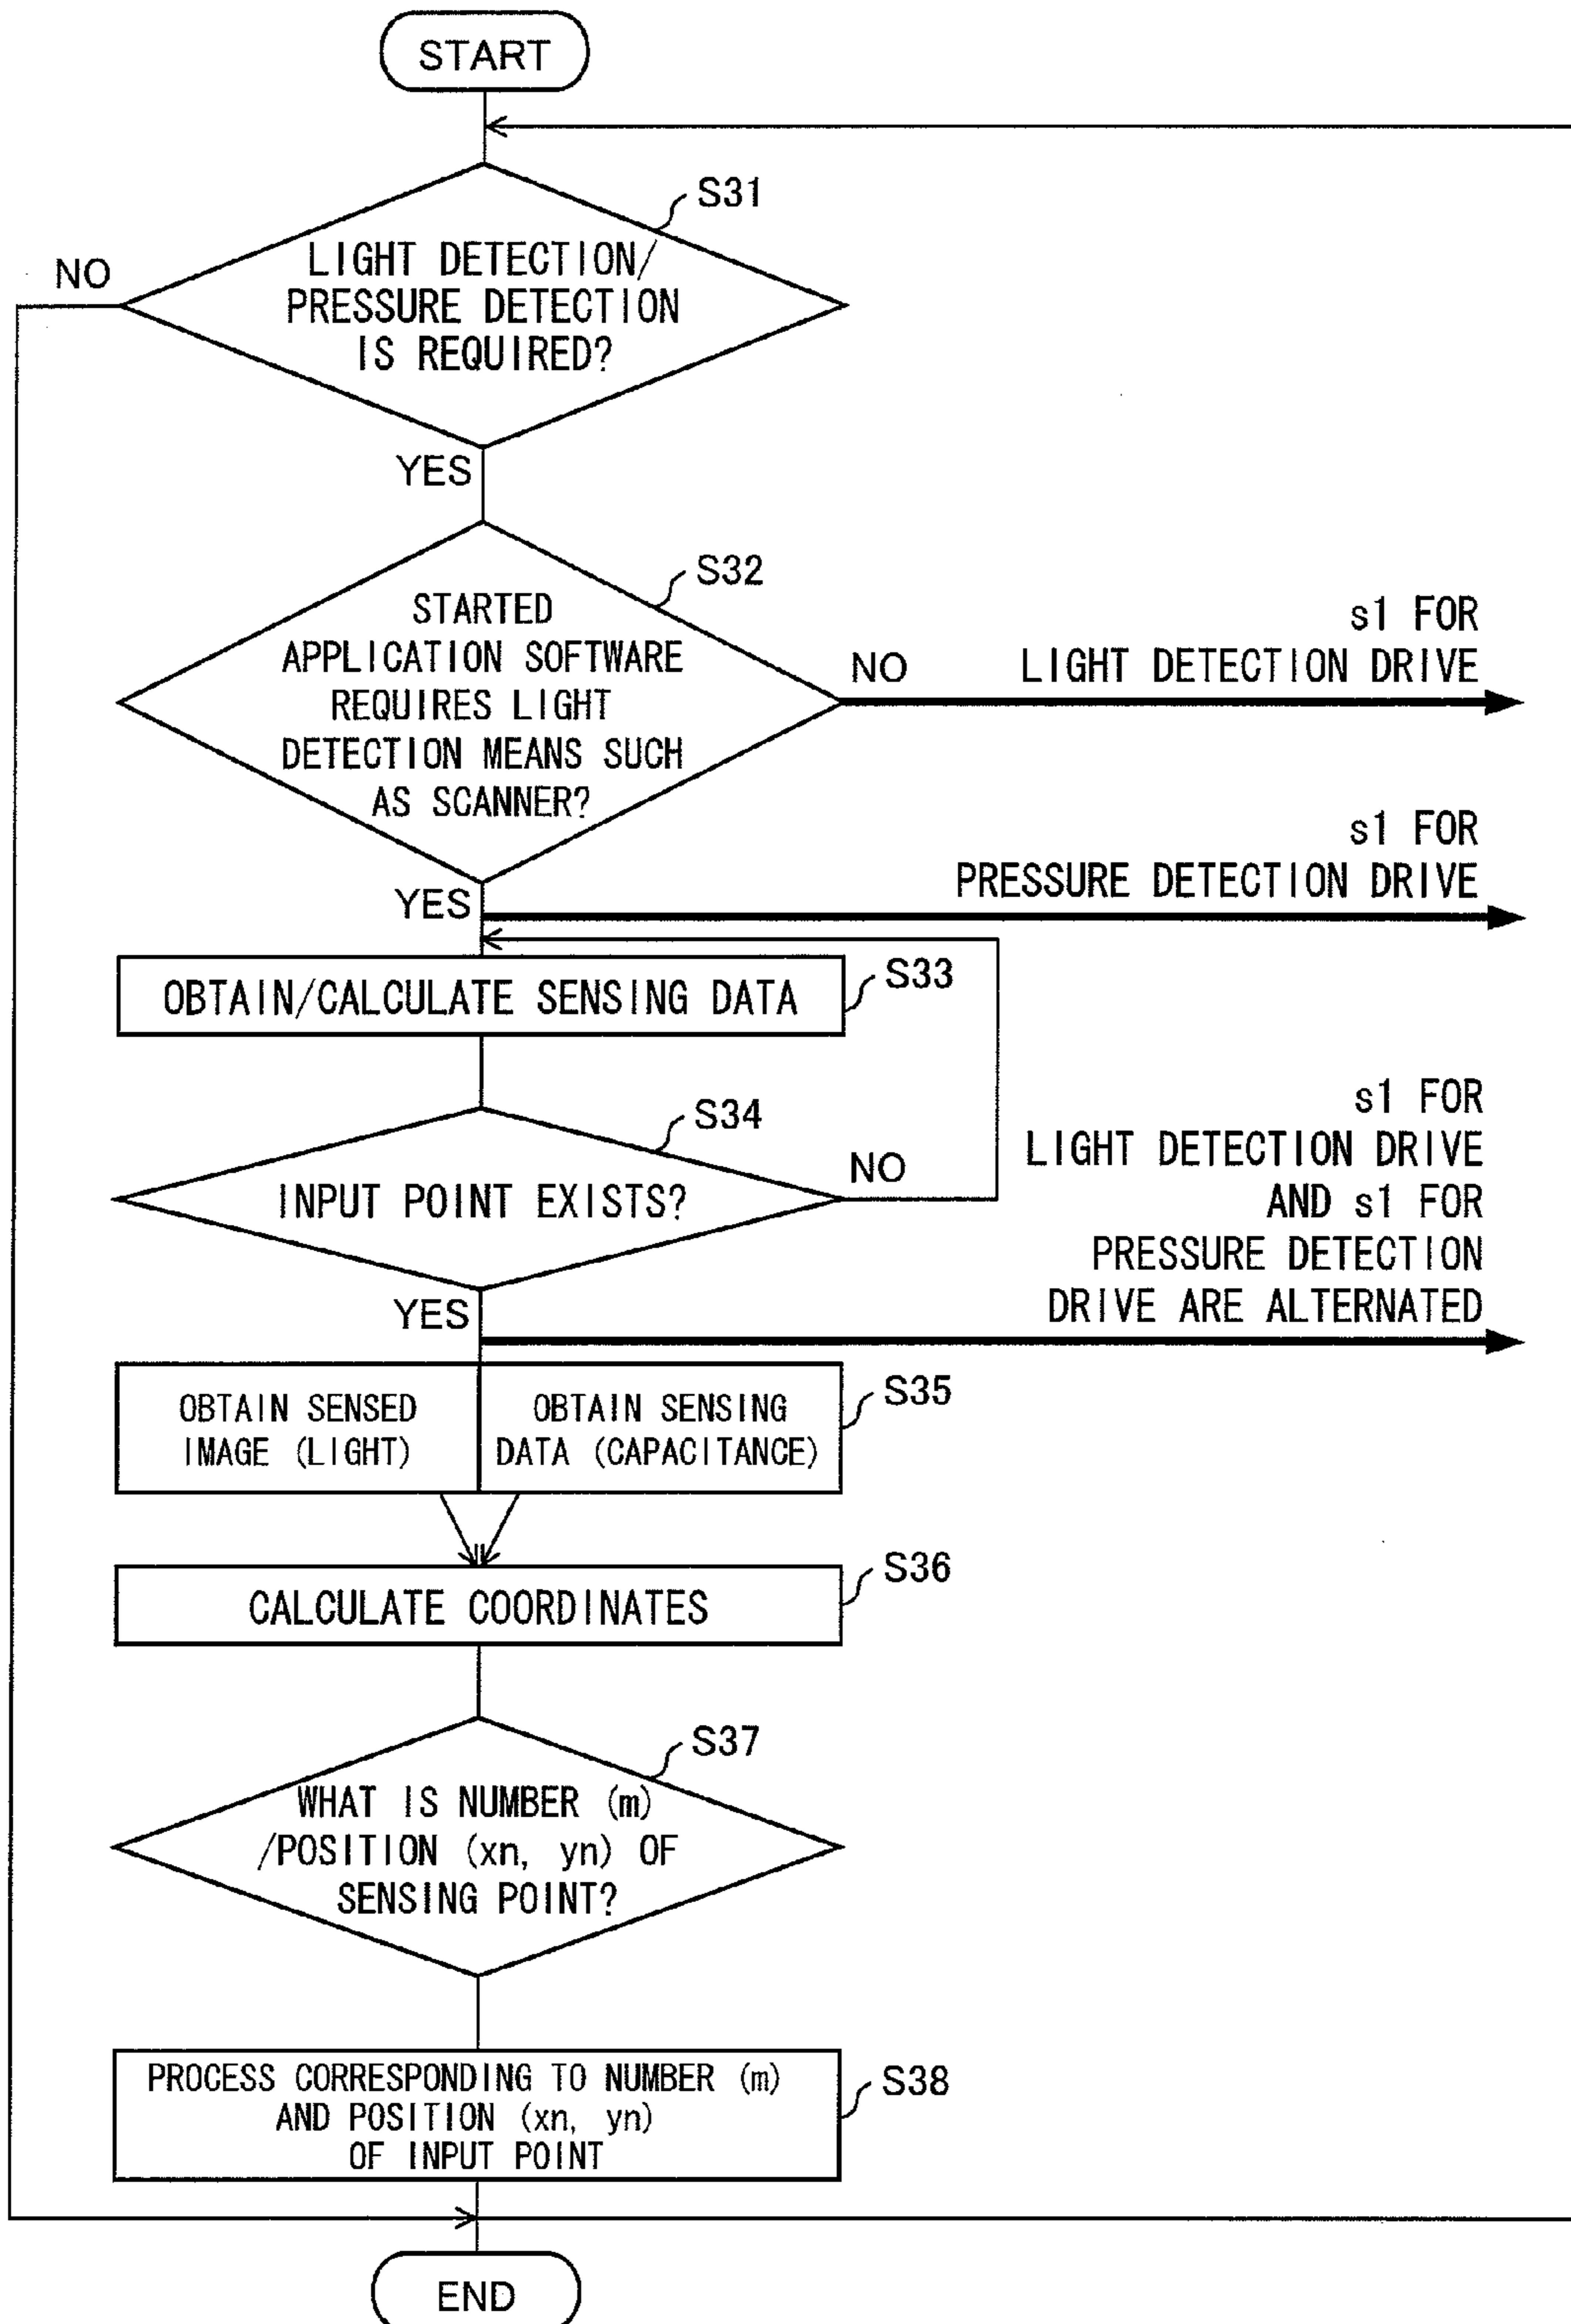 START
S31
LIGHT DETECTION/
PRESSURE DETECTION
IS REQUIRED?
NO
YES
S32
STARTED
APPLICATION SOFTWARE
REQUIRES LIGHT
DETECTION MEANS SUCH
AS SCANNER?
NO
s1 FOR
LIGHT DETECTION DRIVE
YES
s1 FOR
PRESSURE DETECTION DRIVE
S33
OBTAIN/CALCULATE SENSING DATA
S34
INPUT POINT EXISTS?
NO
YES
s1 FOR
LIGHT DETECTION DRIVE
AND s1 FOR
PRESSURE DETECTION
DRIVE ARE ALTERNATED
S35
OBTAIN SENSED
IMAGE (LIGHT)
OBTAIN SENSING
DATA (CAPACITANCE)
S36
CALCULATE COORDINATES
S37
WHAT IS NUMBER (m)
/POSITION (xn, yn) OF
SENSING POINT?
S38
PROCESS CORRESPONDING TO NUMBER (m)
AND POSITION (xn, yn)
OF INPUT POINT
END